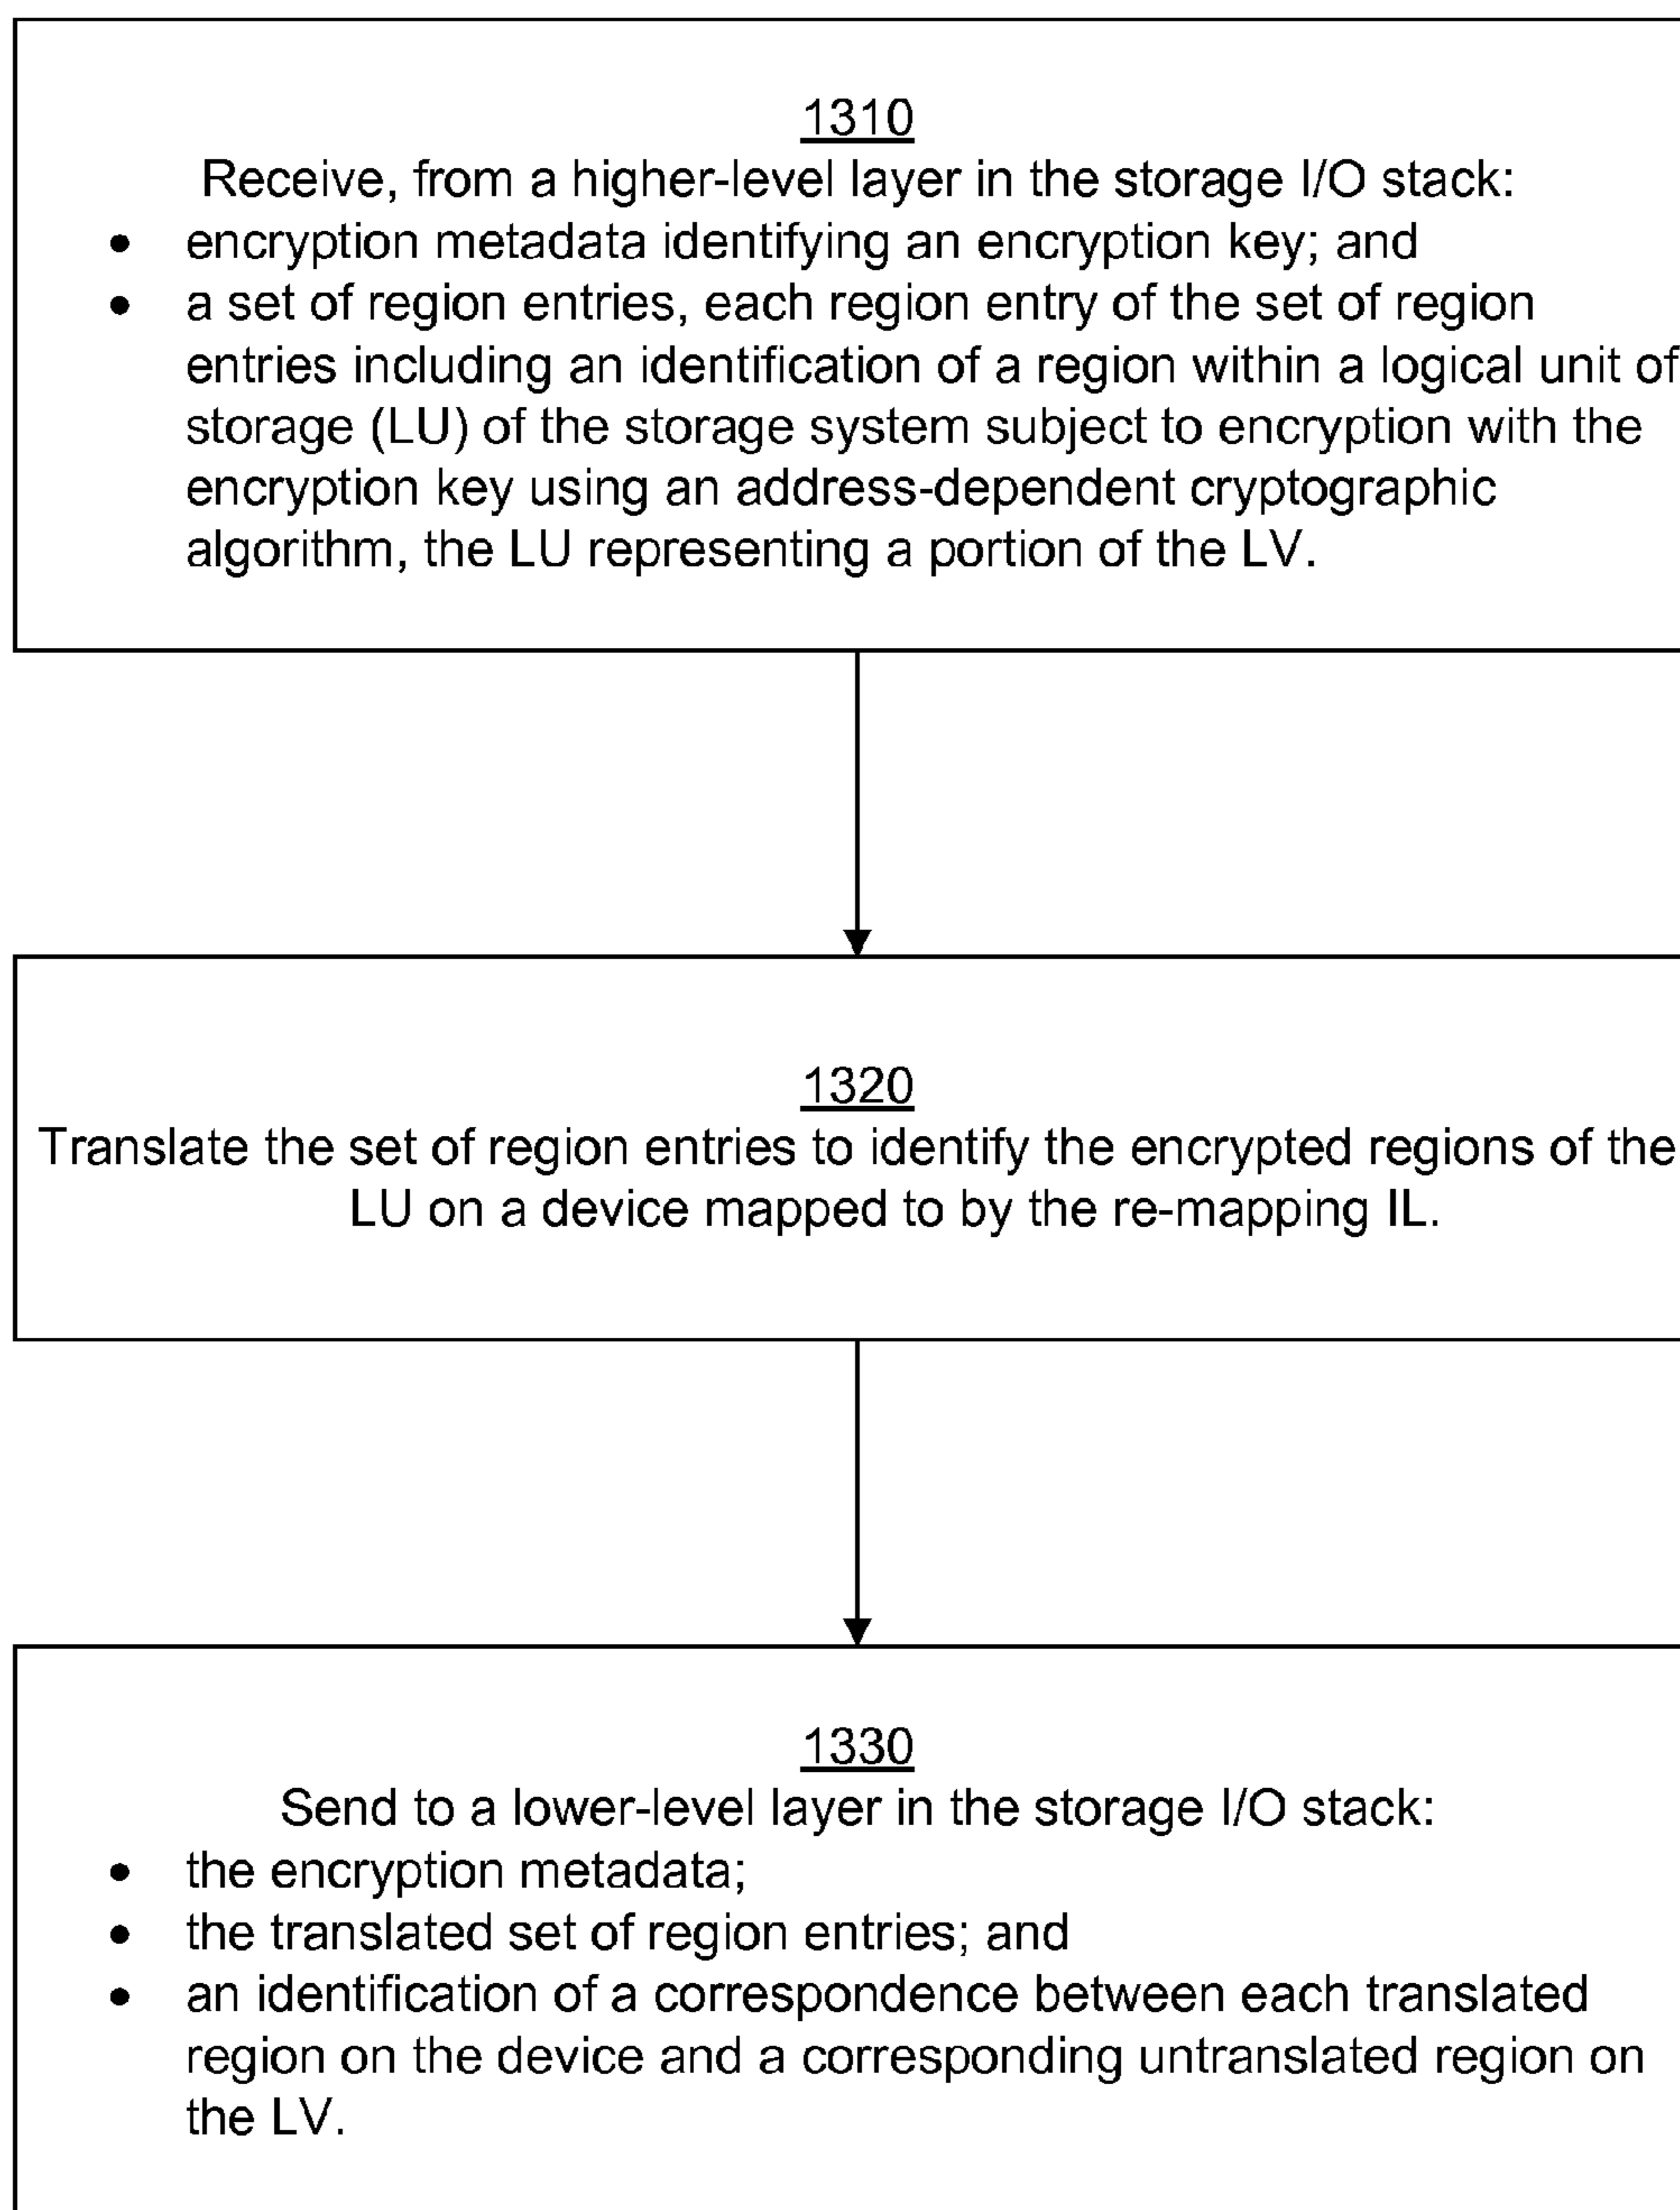 1310
Receive, from a higher-level layer in the storage I/O stack:
• encryption metadata identifying an encryption key; and
• a set of region entries, each region entry of the set of region
entries including an identification of a region within a logical unit of
storage (LU) of the storage system subject to encryption with the
encryption key using an address-dependent cryptographic
algorithm, the LU representing a portion of the LV.
1320
Translate the set of region entries to identify the encrypted regions of the
LU on a device mapped to by the re-mapping IL.
1330
Send to a lower-level layer in the storage I/O stack:
• the encryption metadata;
• the translated set of region entries; and
• an identification of a correspondence between each translated
region on the device and a corresponding untranslated region on
the LV.